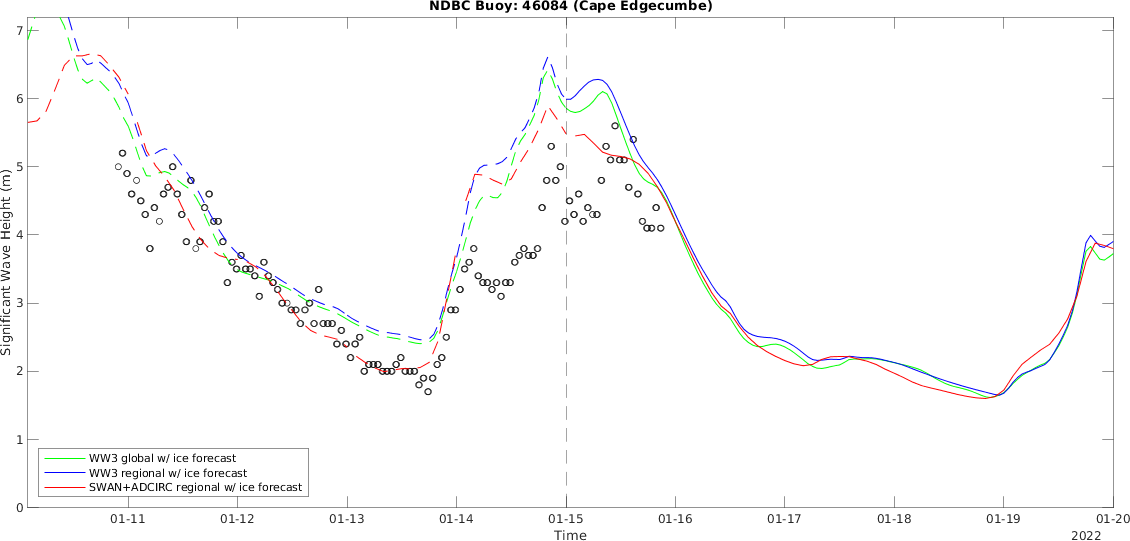 NDBC Buoy: 46084 (Cape Edgecumbe)
Significant Wave Height (m)
7
6
5
4
3
2
1
0
WW3 global w/ ice forecast
WW3 regional w/ ice forecast
SWAN+ADCIRC regional w/ ice forecast
01-11 01-12 01-13 01-14 01-15 01-16 01-17 01-18 01-19 01-20
Time
2022